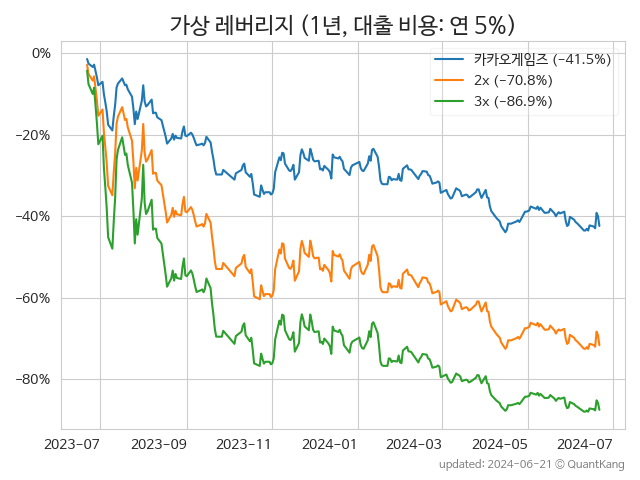 가상 레버리지 (1년, 대출 비용: 연 5%)
카카오게임즈 (−41.5%)
2x (−70.8%)
3x (−86.9%)
0%
−20%
−40%
−60%
−80%
2023-07 2023-09 2023-11 2024-01 2024-03 2024-05 2024-07
updated: 2024-06-21 © QuantKang